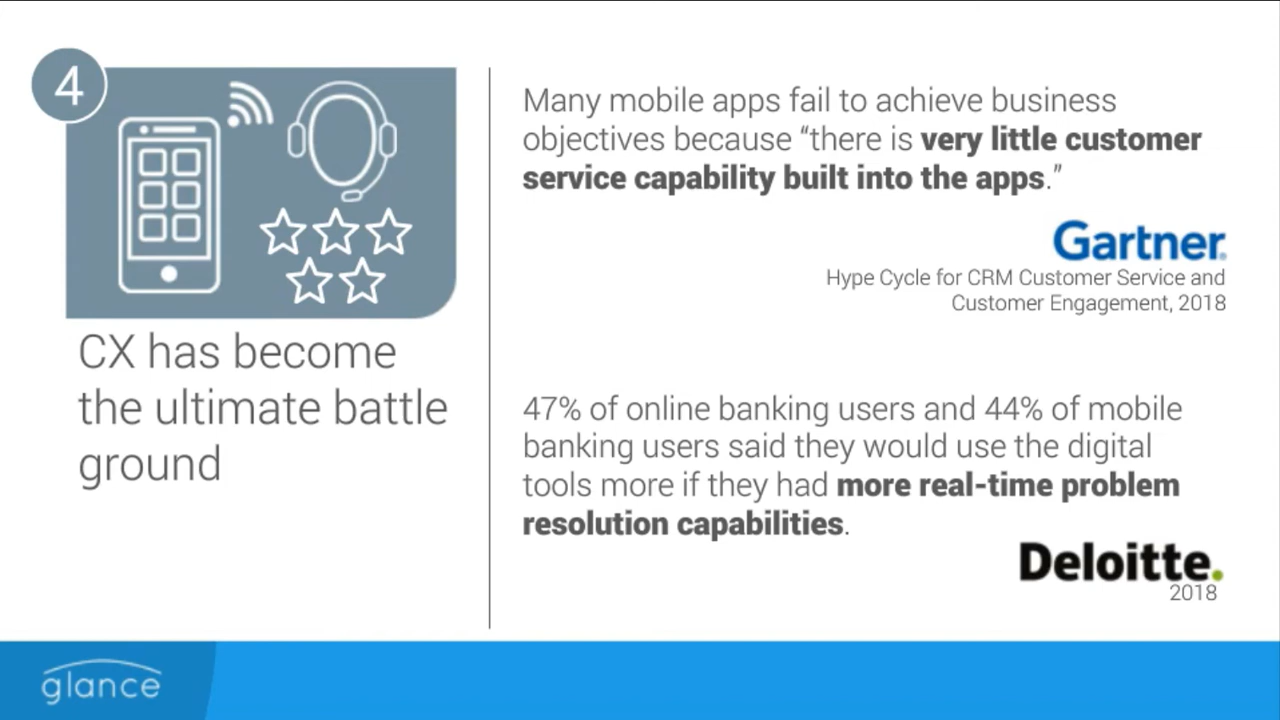 4
CX has become
the ultimate battle
ground
Many mobile apps fail to achieve business
objectives because “there is very little customer
service capability built into the apps.”
Gartner.
Hype Cycle for CRM Customer Service and
Customer Engagement, 2018
47% of online banking users and 44% of mobile
banking users said they would use the digital
tools more if they had more real-time problem
resolution capabilities.
Deloitte.
2018
glance